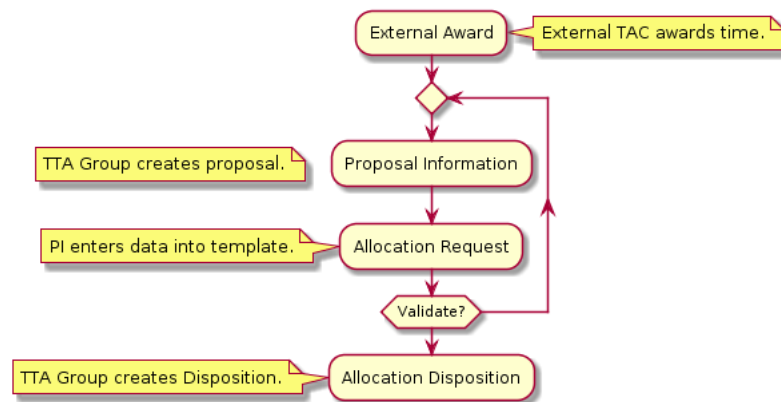 External Award
External TAC awards time.
TTA Group creates proposal.
Proposal Information
PI enters data into template.
Allocation Request
Validate?
TTA Group creates Disposition.
Allocation Disposition